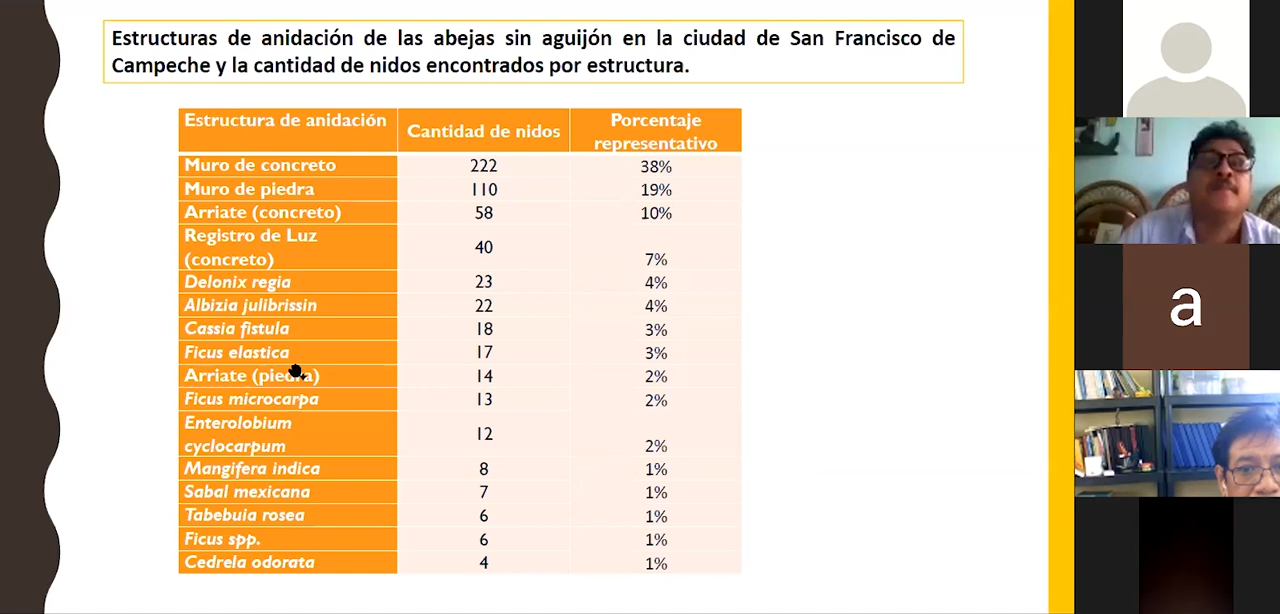 Estructuras de anidación de las abejas sin aguijón en la ciudad de San Francisco de
Campeche y la cantidad de nidos encontrados por estructura.
Estructura de anidación Cantidad de nidos Porcentaje representativo
Muro de concreto 222 38%
Muro de piedra 110 19%
Arriate (concreto) 58 10%
Registro de Luz (concreto) 40 7%
Delonix regia 23 4%
Albizia julibrissin 22 4%
Cassia fistula 18 3%
Ficus elastica 17 3%
Arriate (piedra) 14 2%
Ficus microcarpa 13 2%
Enterolobium cyclocarpum 12 2%
Mangifera indica 8 1%
Sabal mexicana 7 1%
Tabebuia rosea 6 1%
Ficus spp. 6 1%
Cedrela odorata 4 1%
a